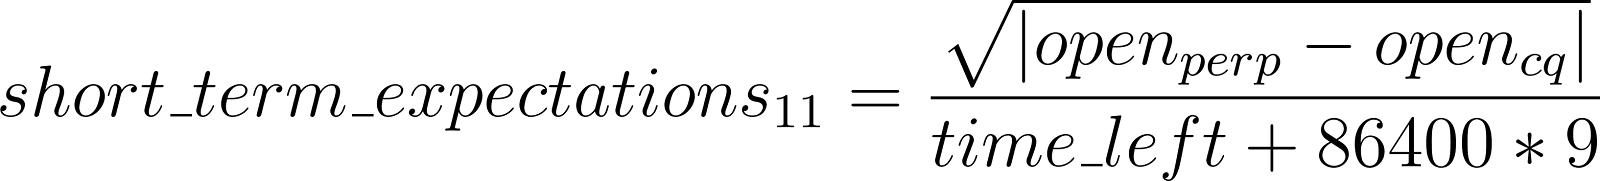 short_term_expectations_{11} = \frac{\sqrt{|open_{perp} - open_{cq}|}}{time_left + 86400 * 9}